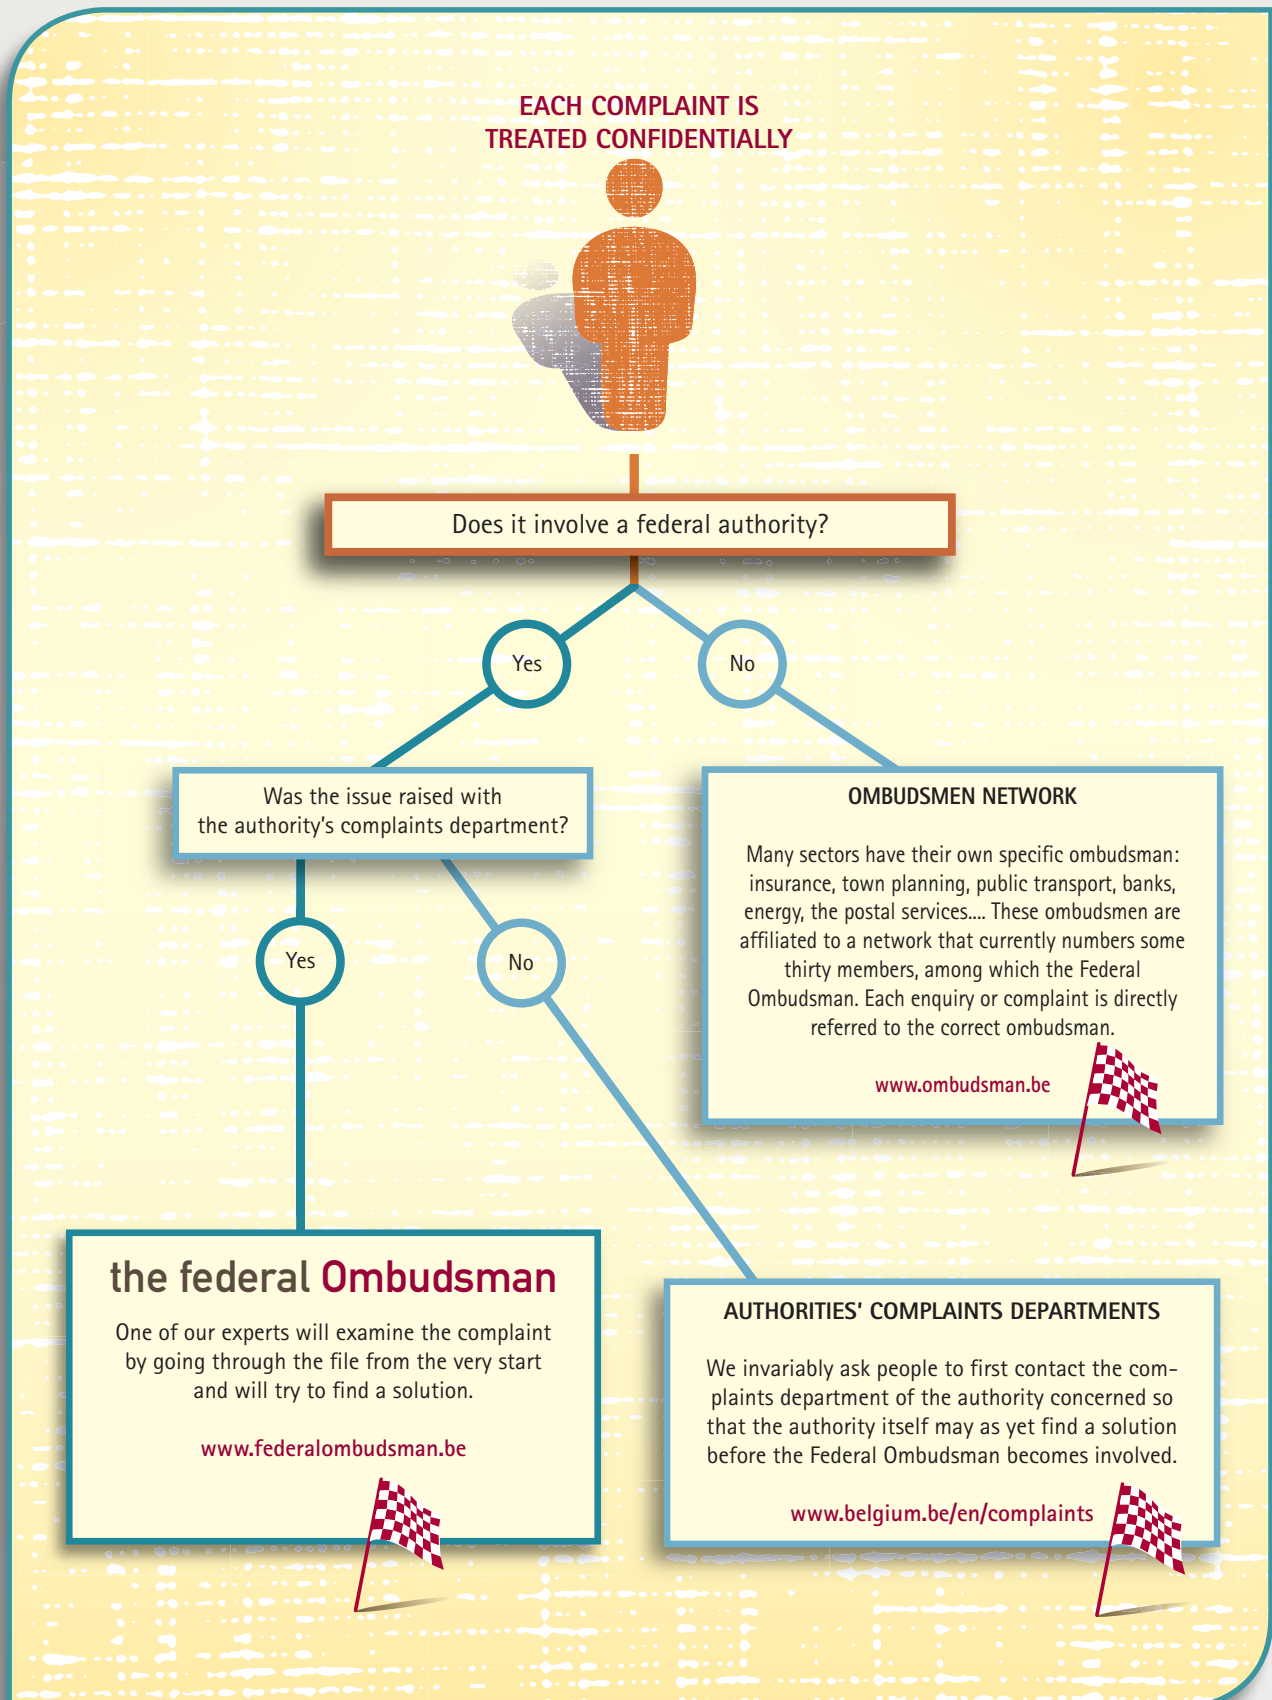 EACH COMPLAINT IS
TREATED CONFIDENTIALLY
Does it involve a federal authority?
Yes
No
Was the issue raised with
the authority's complaints department?
Yes
No
OMBUDSMEN NETWORK
Many sectors have their own specific ombudsman:
insurance, town planning, public transport, banks,
energy, the postal services.... These ombudsmen are
affiliated to a network that currently numbers some
thirty members, among which the Federal
Ombudsman. Each enquiry or complaint is directly
referred to the correct ombudsman.
www.ombudsman.be
the federal Ombudsman
One of our experts will examine the complaint
by going through the file from the very start
and will try to find a solution.
www.federalombudsman.be
AUTHORITIES' COMPLAINTS DEPARTMENTS
We invariably ask people to first contact the com-
plaints department of the authority concerned so
that the authority itself may as yet find a solution
before the Federal Ombudsman becomes involved.
www.belgium.be/en/complaints